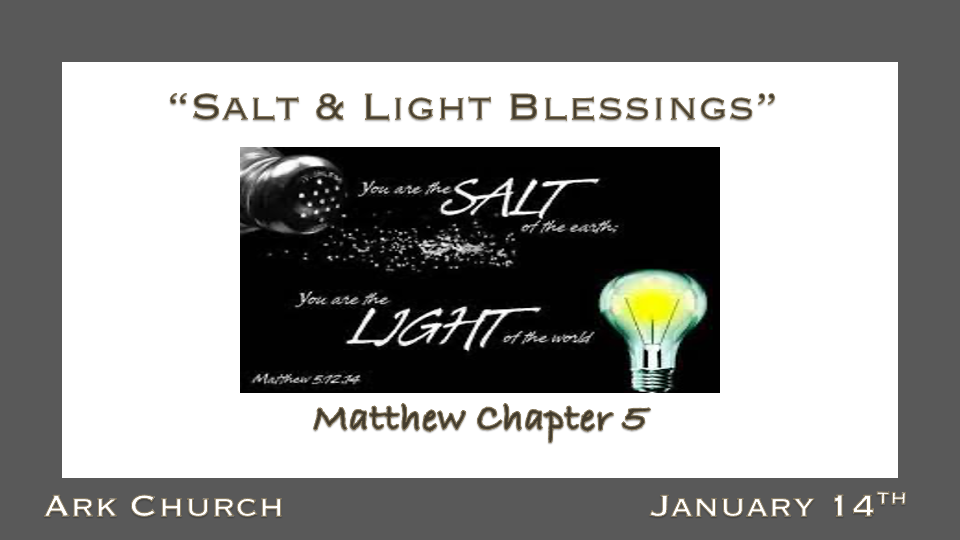 “Salt & Light Blessings”
You are the SALT
of the earth;
You are the
LIGHT of the world
Matthew 5:12,14
Matthew Chapter 5
Ark Church
January 14TH